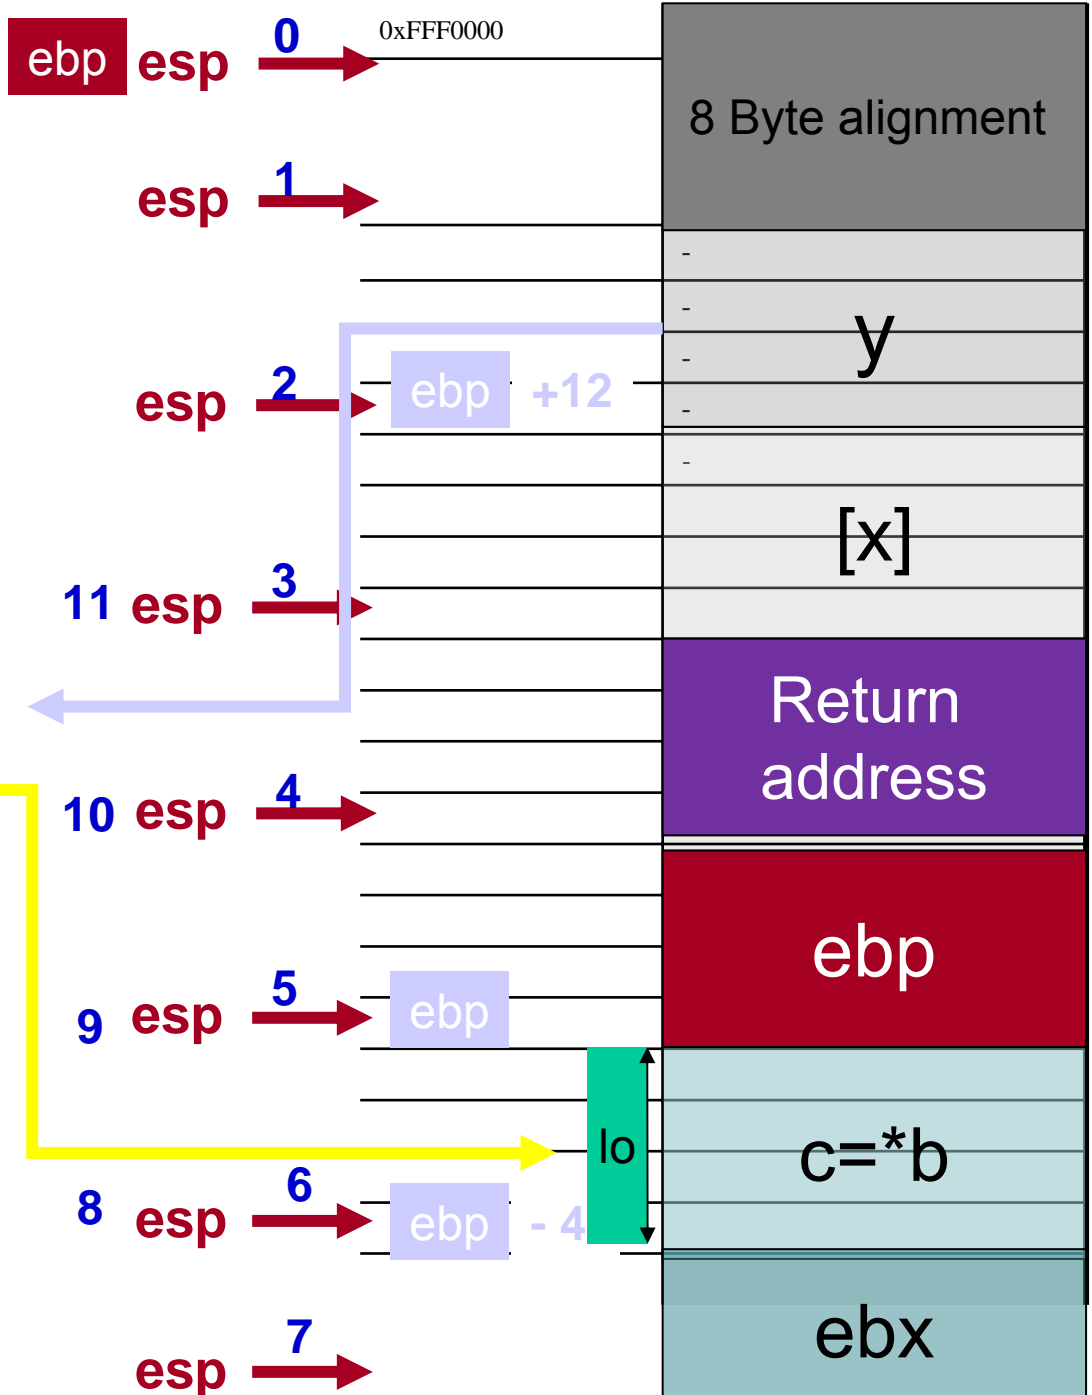 0
0xFFF0000
ebp esp
8 Byte alignment
1
esp
-
-
y
-
2
ebp +12
esp
-
-
[x]
3
11 esp
Return
address
4
10 esp
ebp
5
ebp
9 esp
lo
c=*b
6
8 esp
ebp - 4
7
ebx
esp